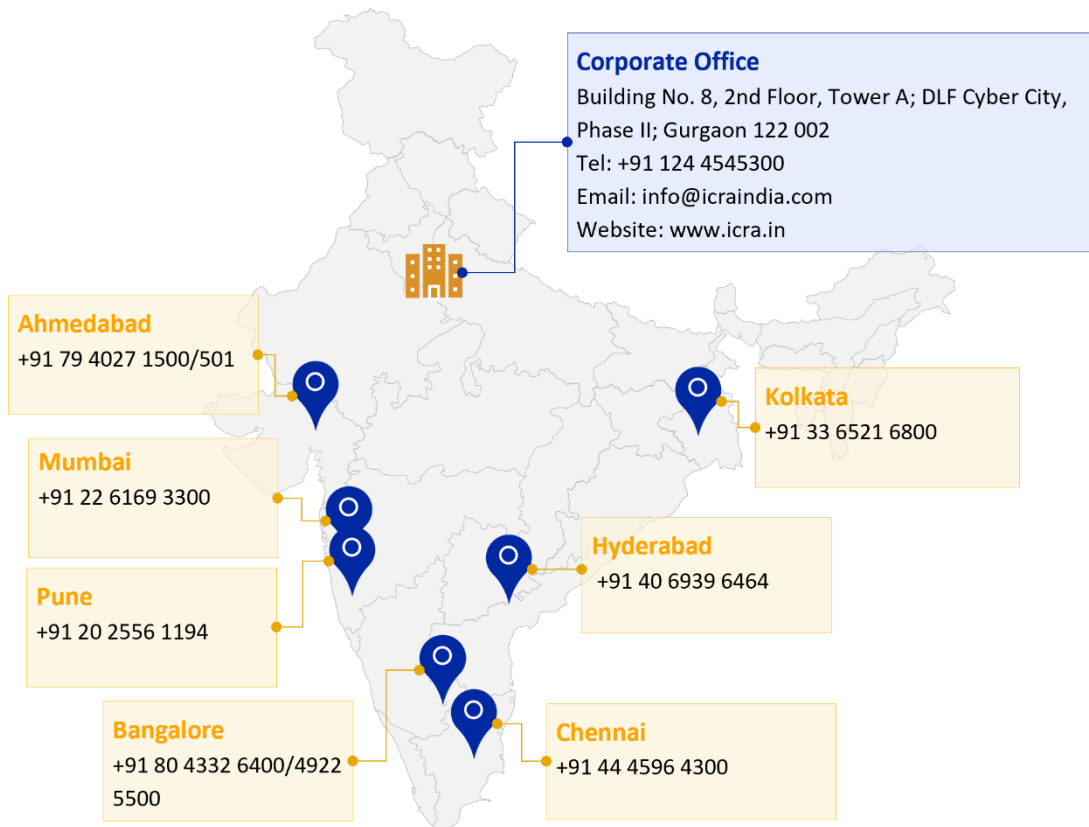 Corporate Office
Building No. 8, 2nd Floor, Tower A; DLF Cyber City,
Phase II; Gurgaon 122 002
Tel: +91 124 4545300
Email: info@icraindia.com
Website: www.icra.in
Ahmedabad
+91 79 4027 1500/501
Kolkata
+91 33 6521 6800
Mumbai
+91 22 6169 3300
Hyderabad
+91 40 6939 6464
Pune
+91 20 2556 1194
Bangalore
+91 80 4332 6400/4922
5500
Chennai
+91 44 4596 4300